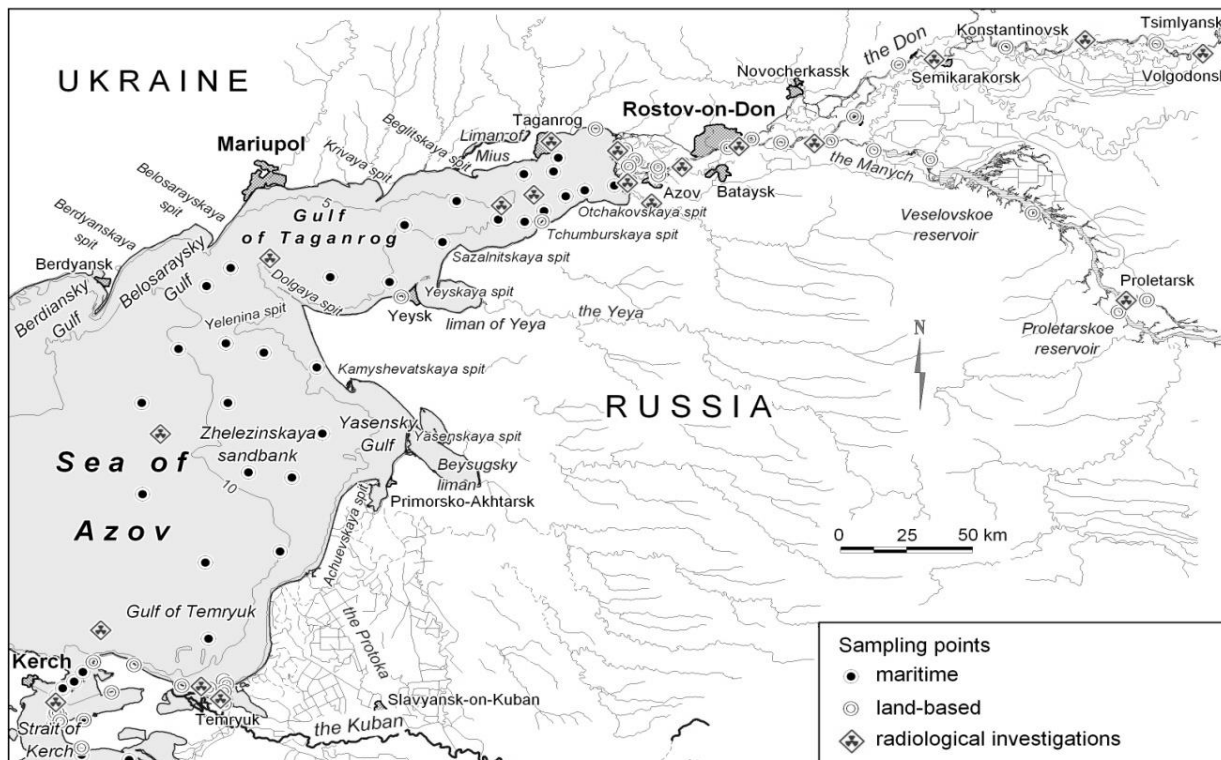 UKRAINE
Mariupol
Belosarayskaya
spit
Berdyanskaya
spit
Berdyansk
Berdiansky
Gulf
Belosaraysky
Gulf
Krivaya spit
Beglitskaya spit
Liman of
Mius
Taganrog
Rostov-on-Don
Novocherkassk
the Don
Konstantinovsk
Tsimlyansk
Semikarakorsk
Volgodonsk
Bataysk
Azov
the Manych
Veselovskoe
reservoir
Proletarsk
Proletarskoe
reservoir
5
Gulf
of Taganrog
Otchakovskaya spit
Tchumburskaya spit
Sazalnitskaya spit
Dolgaya spit
Yeyskaya spit
Yeysk
liman of Yeya
the Yeya
Yelenina spit
Kamyshevatskaya spit
RUSSIA
N
Zhelezinskaya
sandbank
Yasensky
Gulf
Yasenskaya spit
Beysugsky
liman
Primorsko-Akhtarsk
10
Sea of
Azov
Achuevskaya spit
0 25 50 km
Gulf of Temryuk
the Protoka
Kerch
Strait of
Kerch
Temryuk
Slavyansk-on-Kuban
the Kuban
Sampling points
maritime
land-based
radiological investigations